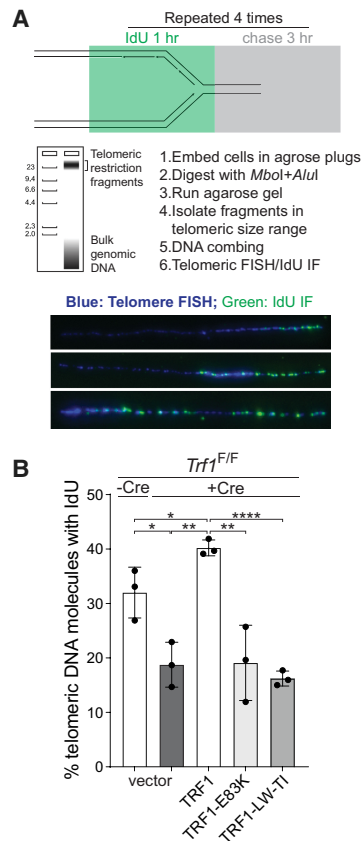 A
Repeated 4 times
IdU 1 hr
chase 3 hr
23
9,4
6.6
4,4
2,3
2.0
Telomeric
restriction
fragments
Bulk
genomic
DNA
1.Embed cells in agrose plugs
2.Digest with MboI+AluI
3.Run agarose gel
4.Isolate fragments in
telomeric size range
5.DNA combing
6.Telomeric FISH/IdU IF
Blue: Telomere FISH; Green: IdU IF
B
Trf1F/F
-Cre
+Cre
* ****
* ** **
% telomeric DNA molecules with IdU
50
40
30
20
10
0
vector
TRF1
TRF1-E83K
TRF1-LW-TI